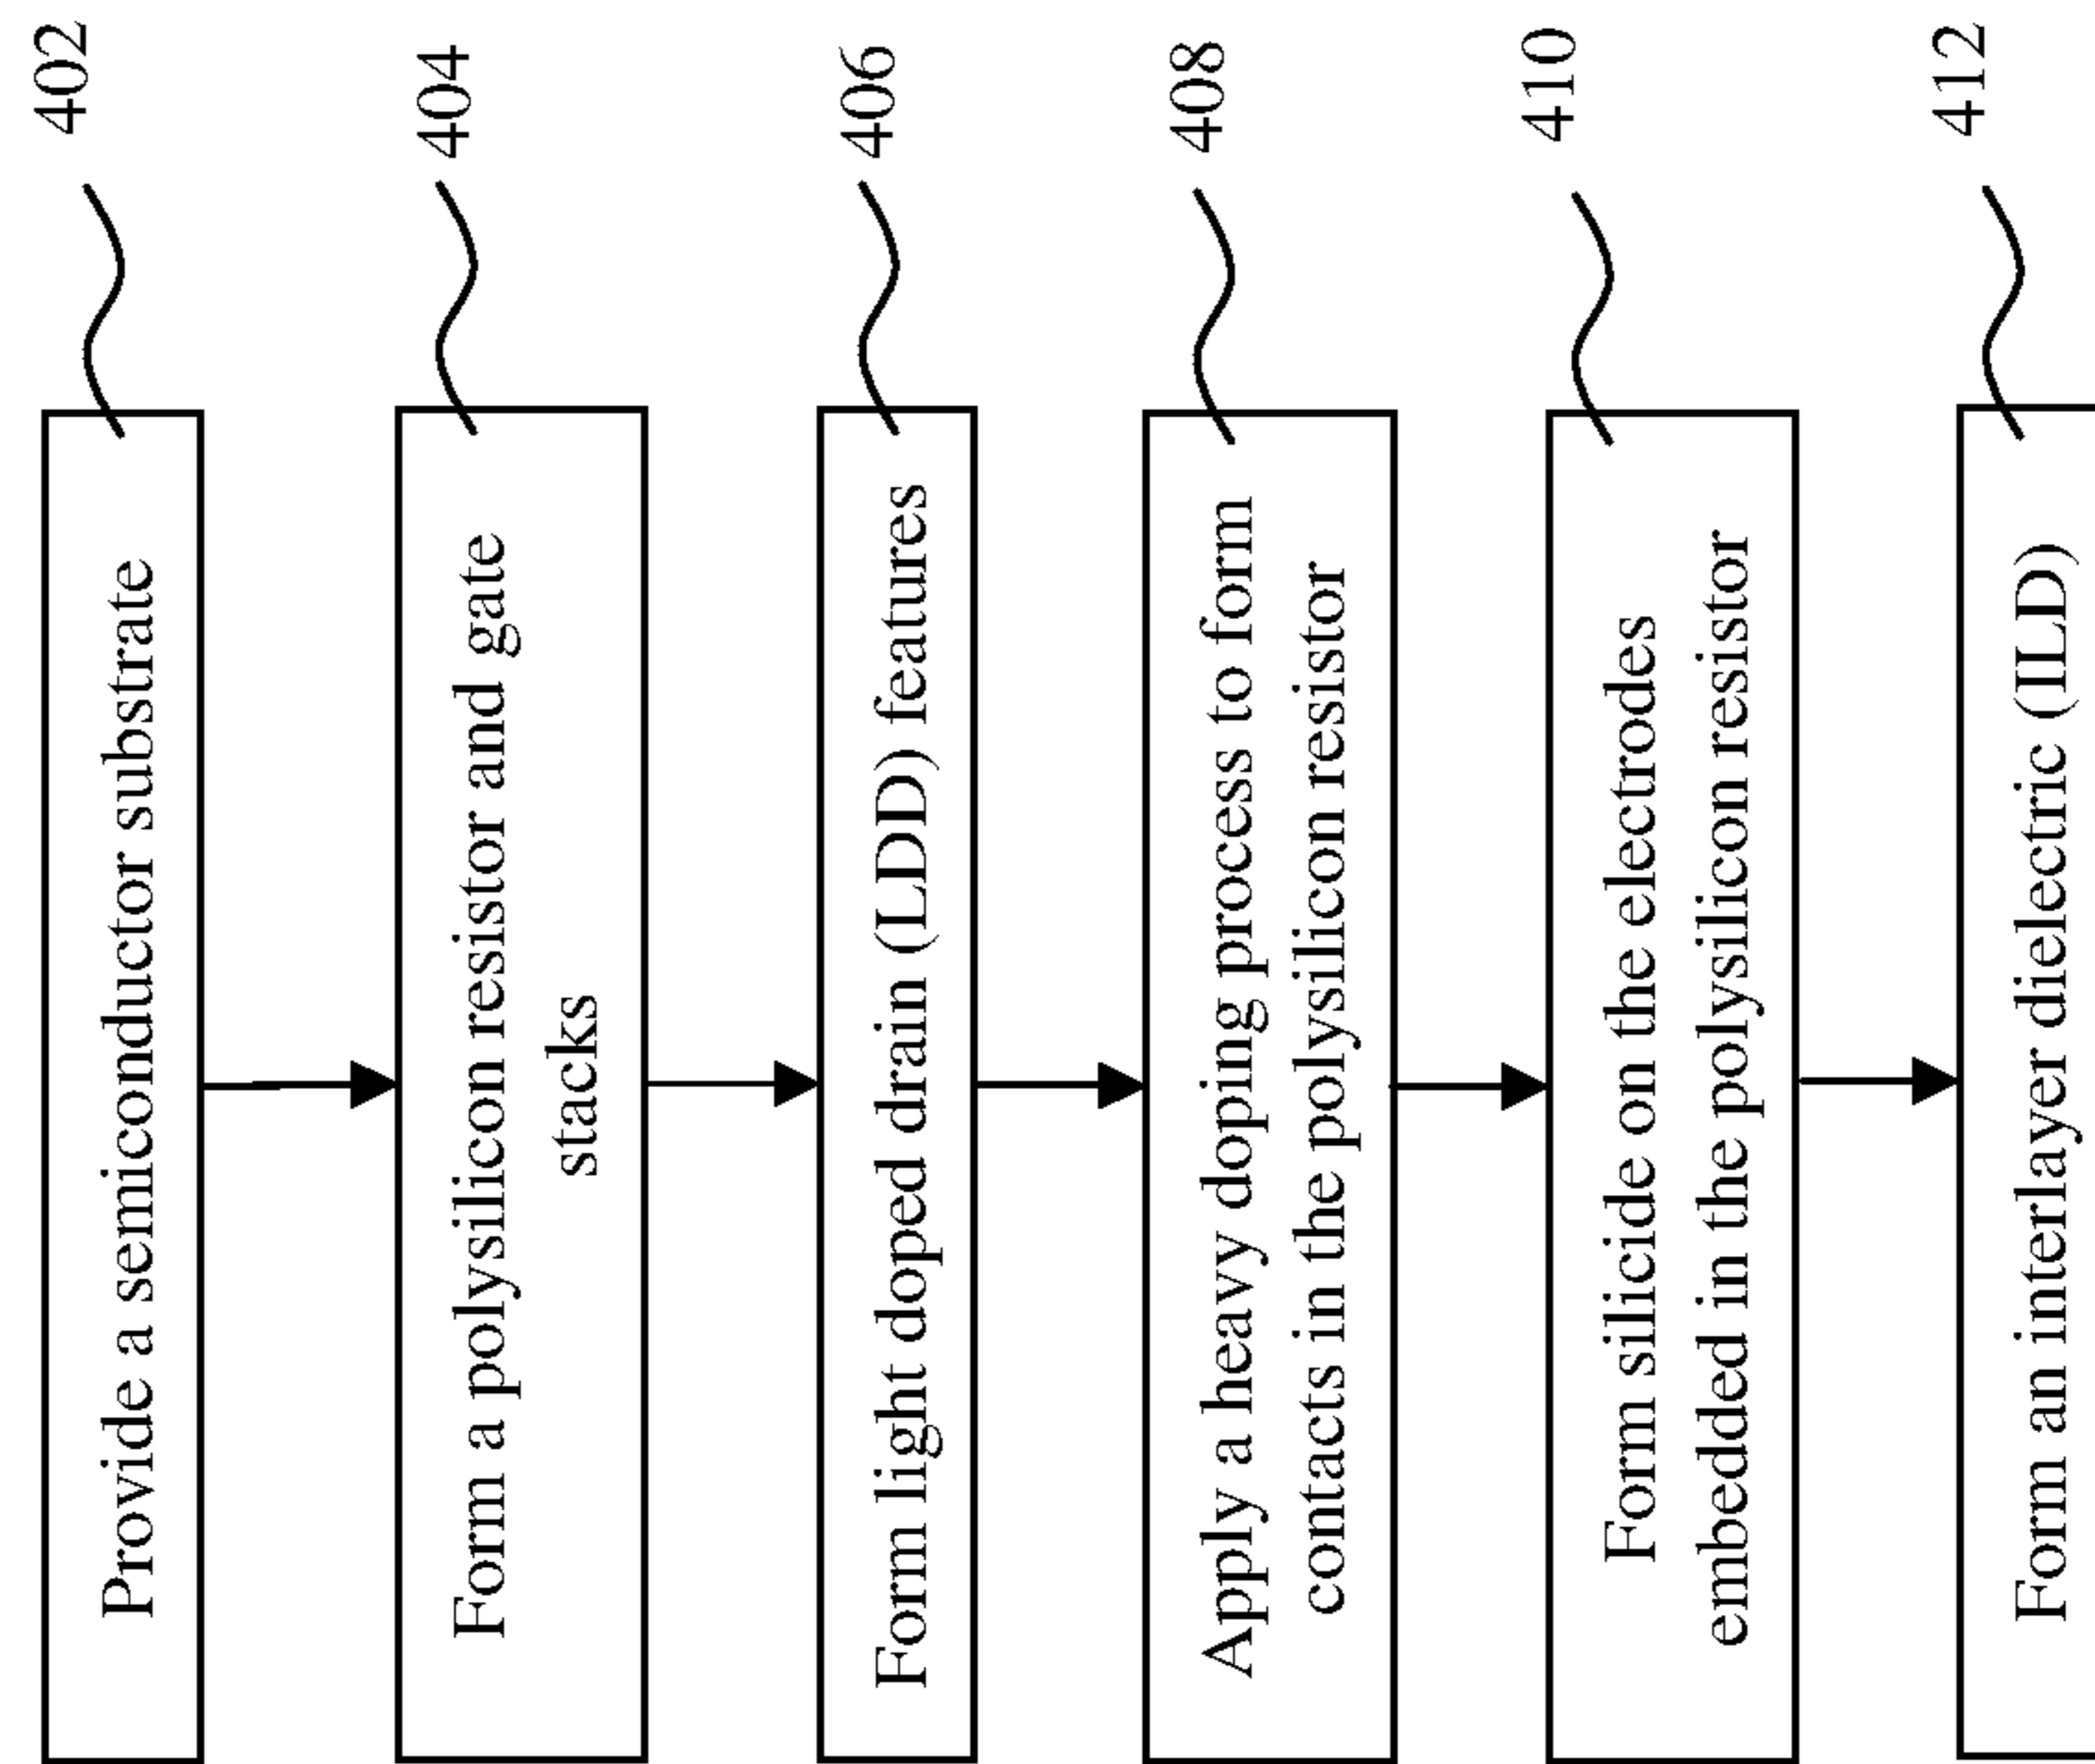 402
Provide a semiconductor substrate
404
Form a polysilicon resistor and gate
stacks
406
Form light doped drain (LDD) features
408
Apply a heavy doping process to form
contacts in the polysilicon resistor
410
Form silicide on the electrodes
embedded in the polysilicon resistor
412
Form an interlayer dielectric (ILD)